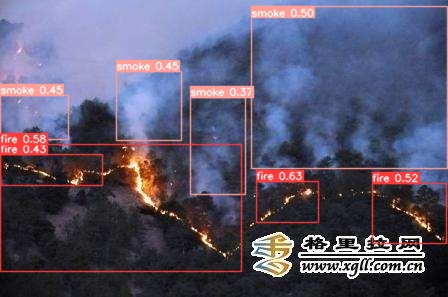 smoke 0.50
smoke 0.45
smoke 0.45
smoke 0.37
fire 0.58
fire 0.43
fire 0.63
fire 0.52
格里拉网
www.xgll.com.cn